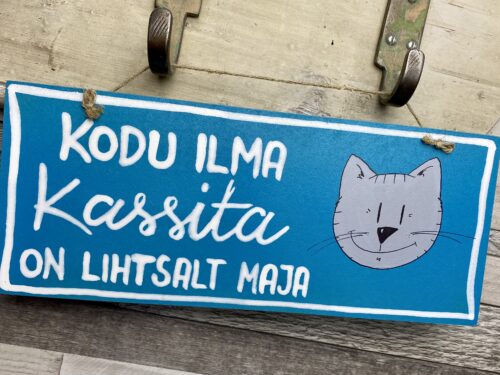 KODU ILMA
Kassita
ON LIHTSALT MAJA